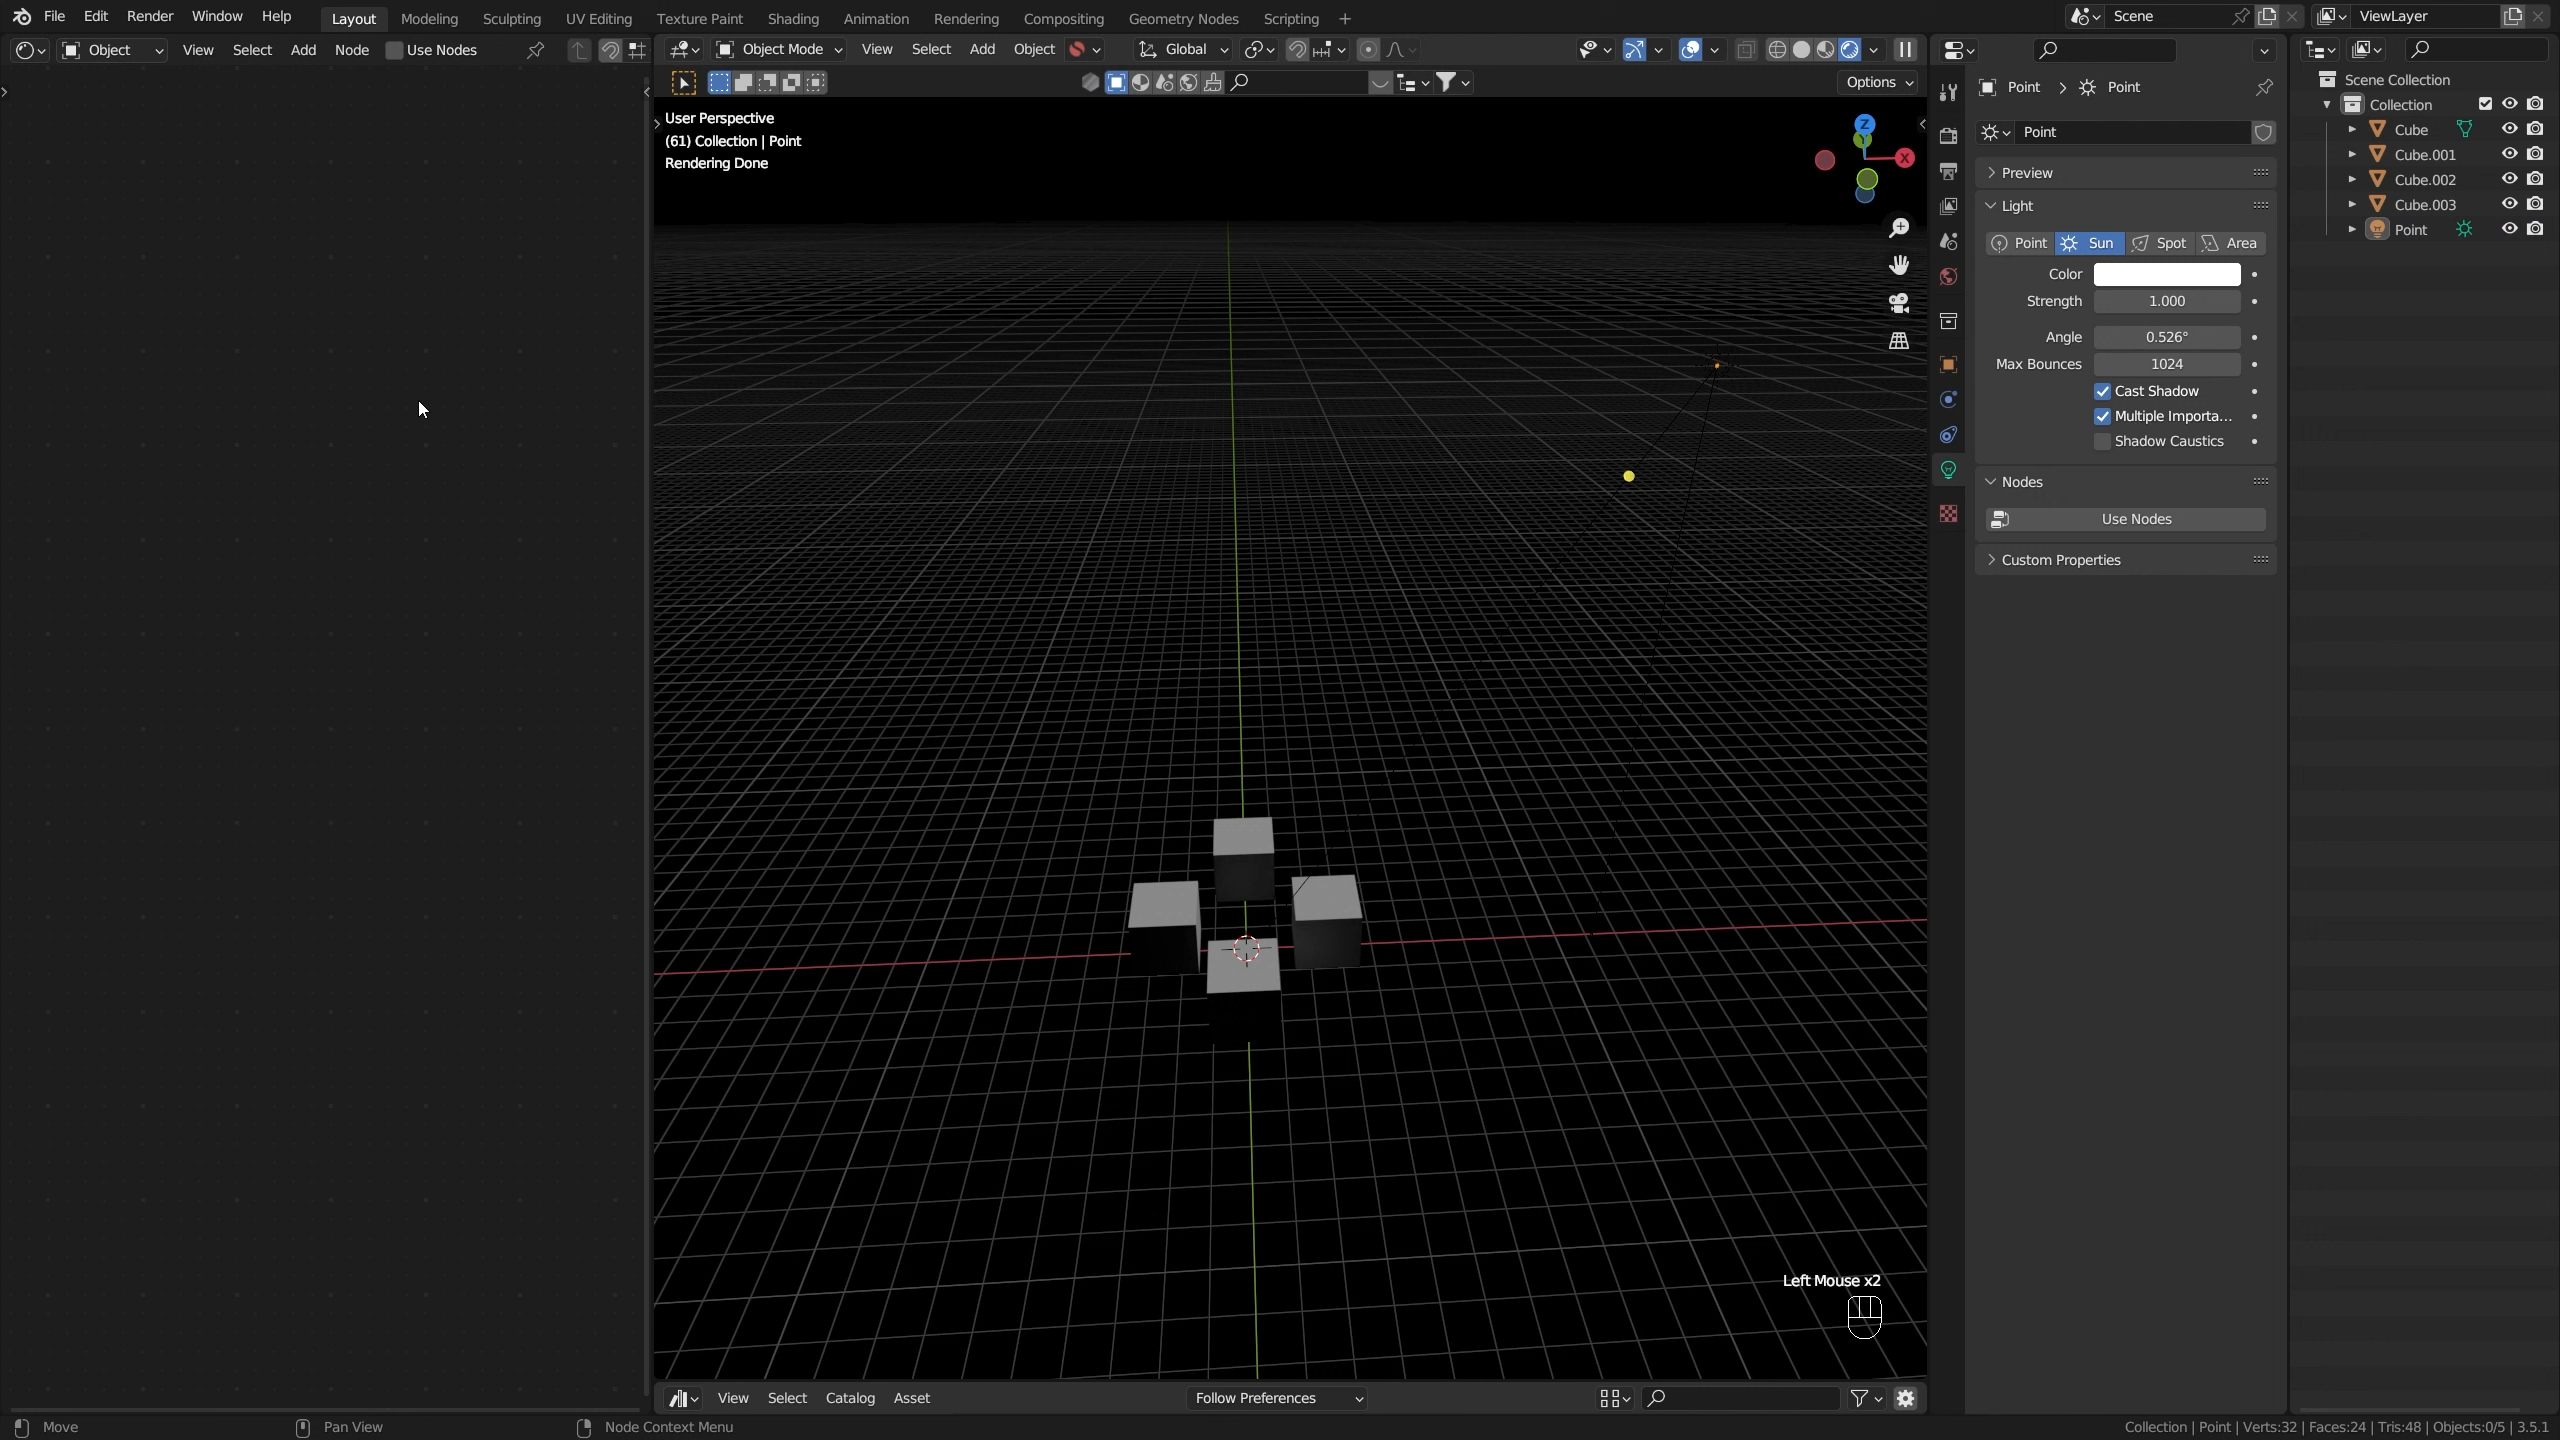 File Edit Render Window Help Layout Modeling Sculpting UV Editing Texture Paint Shading Animation Rendering Compositing Geometry Nodes Scripting + Scene ViewLayer
Object View Select Add Node Use Nodes
Object Mode View Select Add Object Global
Options
User Perspective
(61) Collection | Point
Rendering Done
Z
X
Point > Point
Point
Preview
Light
Point Sun Spot Area
Color
Strength 1.000
Angle 0.526°
Max Bounces 1024
Cast Shadow
Multiple Importa...
Shadow Caustics
Nodes
Use Nodes
Custom Properties
Scene Collection
Collection
Cube
Cube.001
Cube.002
Cube.003
Point
Left Mouse x2
View Select Catalog Asset Follow Preferences
Move Pan View Node Context Menu Collection | Point | Verts:32 | Faces:24 | Tris:48 | Objects:0/5 | 3.5.1